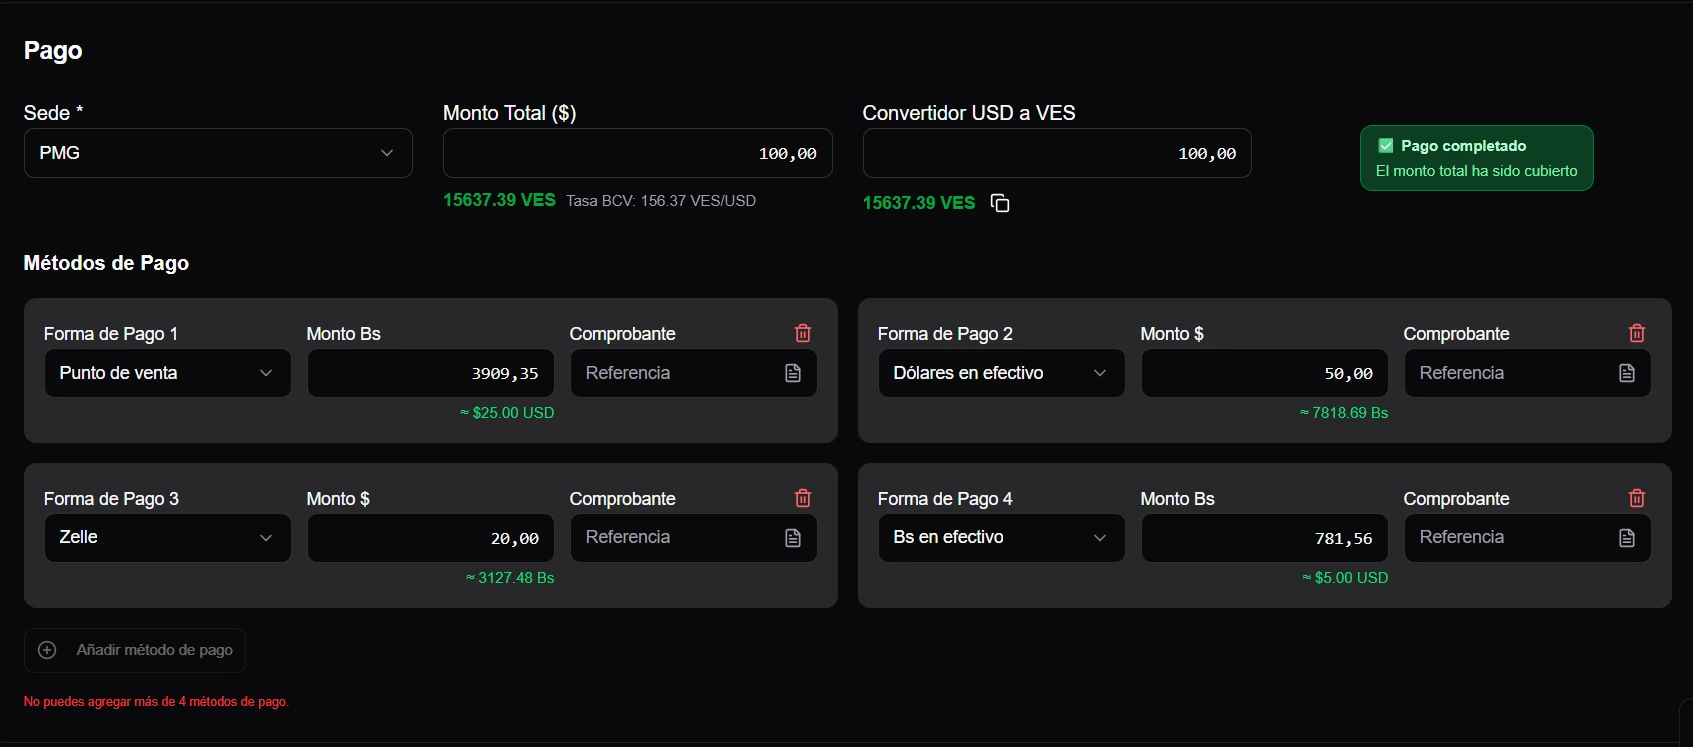 Pago
Sede *
Monto Total ($)
Convertidor USD a VES
PMG
100,00
100,00
✅ Pago completado
El monto total ha sido cubierto
15637.39 VES Tasa BCV: 156.37 VES/USD
15637.39 VES
Métodos de Pago
Forma de Pago 1
Monto Bs
Comprobante
Punto de venta
3909,35
Referencia
≈ $25.00 USD
Forma de Pago 2
Monto $
Comprobante
Dólares en efectivo
50,00
Referencia
≈ 7818.69 Bs
Forma de Pago 3
Monto $
Comprobante
Zelle
20,00
Referencia
≈ 3127.48 Bs
Forma de Pago 4
Monto Bs
Comprobante
Bs en efectivo
781,56
Referencia
≈ $5.00 USD
Añadir método de pago
No puedes agregar más de 4 métodos de pago.